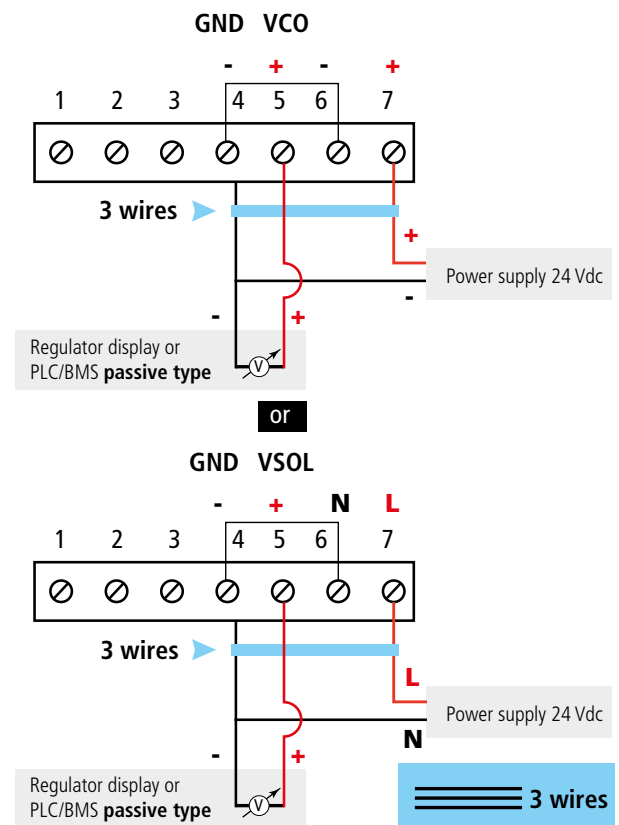 GND VCO
- + - +
1 2 3 4 5 6 7
3 wires
+
Power supply 24 Vdc
-
- +
Regulator display or
PLC/BMS passive type
V
or
GND VSOL
- + N L
1 2 3 4 5 6 7
3 wires
L
Power supply 24 Vdc
N
- +
Regulator display or
PLC/BMS passive type
V
3 wires